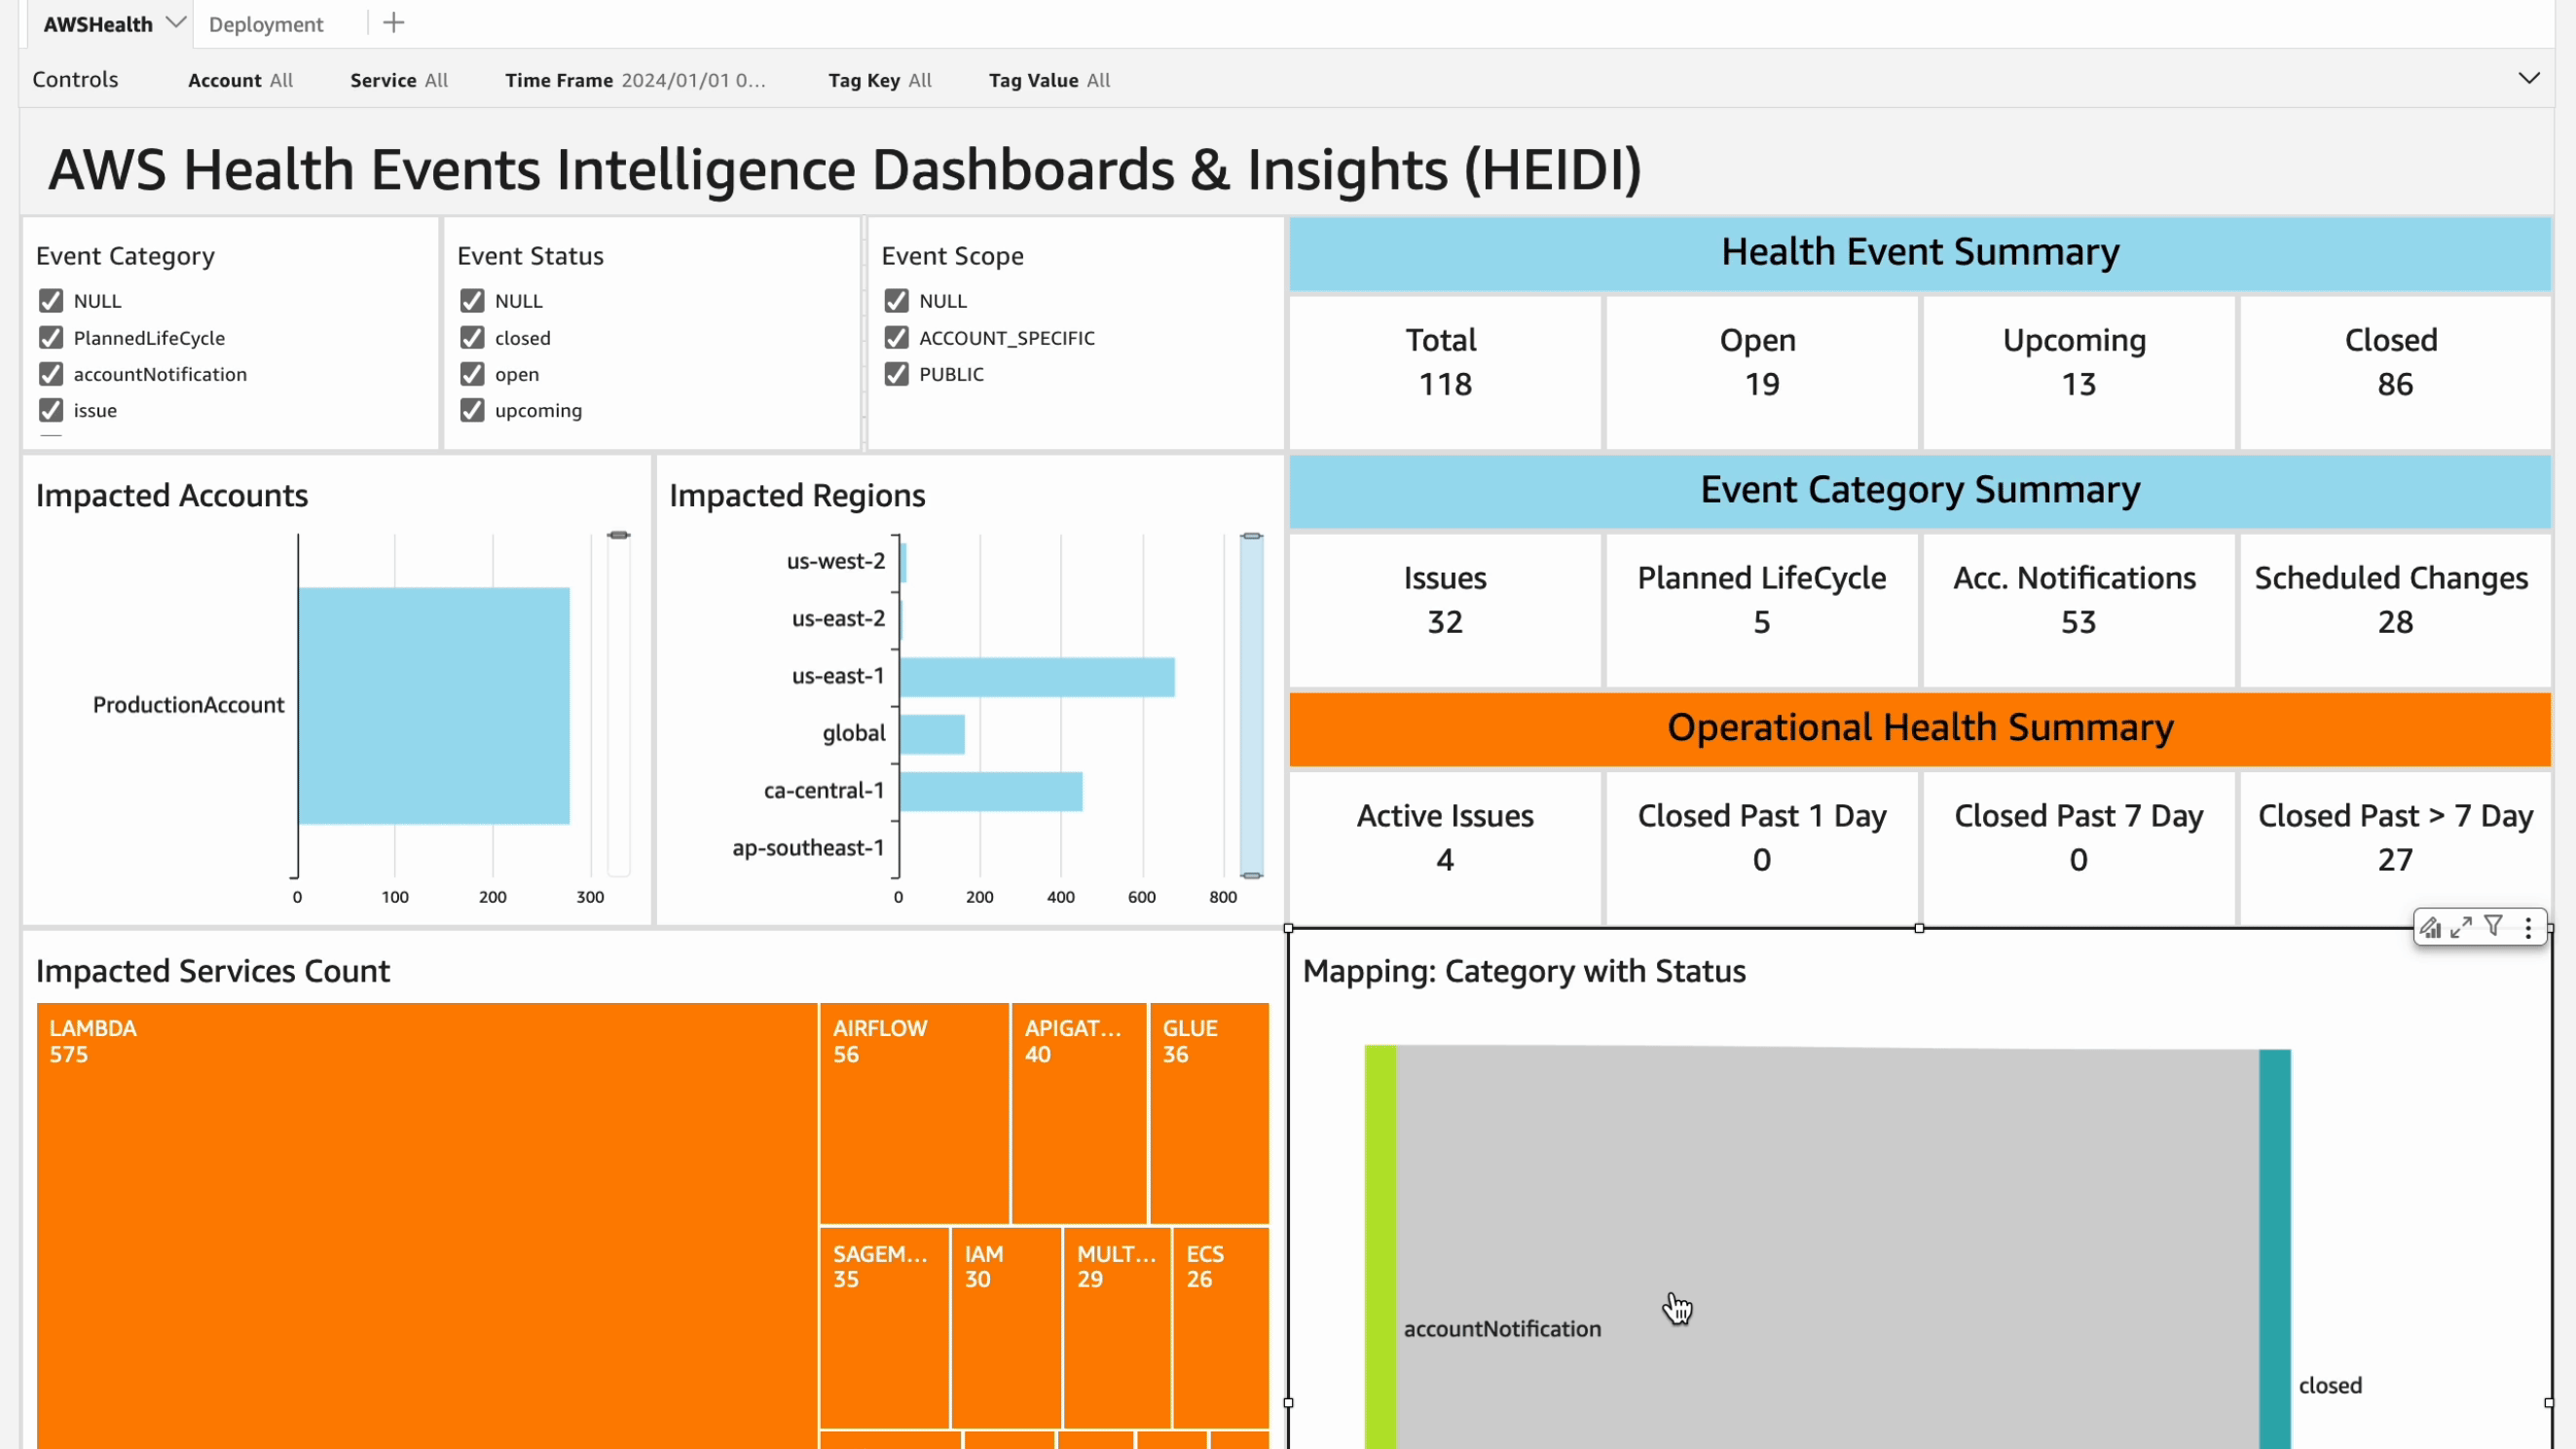 AWSHealth
Deployment
Controls
Account All
Service All
Time Frame 2024/01/01 0...
Tag Key All
Tag Value All
AWS Health Events Intelligence Dashboards & Insights (HEIDI)
Event Category
NULL
PlannedLifeCycle
accountNotification
issue
Event Status
NULL
closed
open
upcoming
Event Scope
NULL
ACCOUNT_SPECIFIC
PUBLIC
Health Event Summary
Total
118
Open
19
Upcoming
13
Closed
86
Event Category Summary
Issues
32
Planned LifeCycle
5
Acc. Notifications
53
Scheduled Changes
28
Operational Health Summary
Active Issues
4
Closed Past 1 Day
0
Closed Past 7 Day
0
Closed Past > 7 Day
27
Impacted Accounts
ProductionAccount
0 100 200 300
Impacted Regions
us-west-2
us-east-2
us-east-1
global
ca-central-1
ap-southeast-1
0 200 400 600 800
Impacted Services Count
LAMBDA
575
AIRFLOW
56
APIGAT...
40
GLUE
36
SAGEM...
35
IAM
30
MULT...
29
ECS
26
Mapping: Category with Status
accountNotification
closed